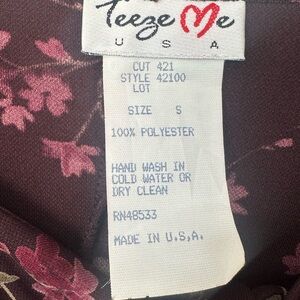 Teeze Me
USA
CUT 421
STYLE 42100
LOT
SIZE S
100% POLYESTER
HAND WASH IN
COLD WATER OR
DRY CLEAN
RN48533
MADE IN U.S.A.